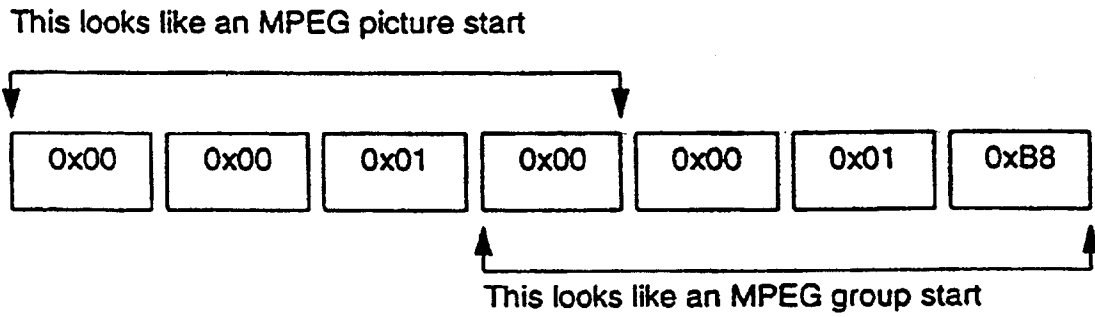 This looks like an MPEG picture start
0x00 0x00 0x01 0x00 0x00 0x01 0xB8
This looks like an MPEG group start